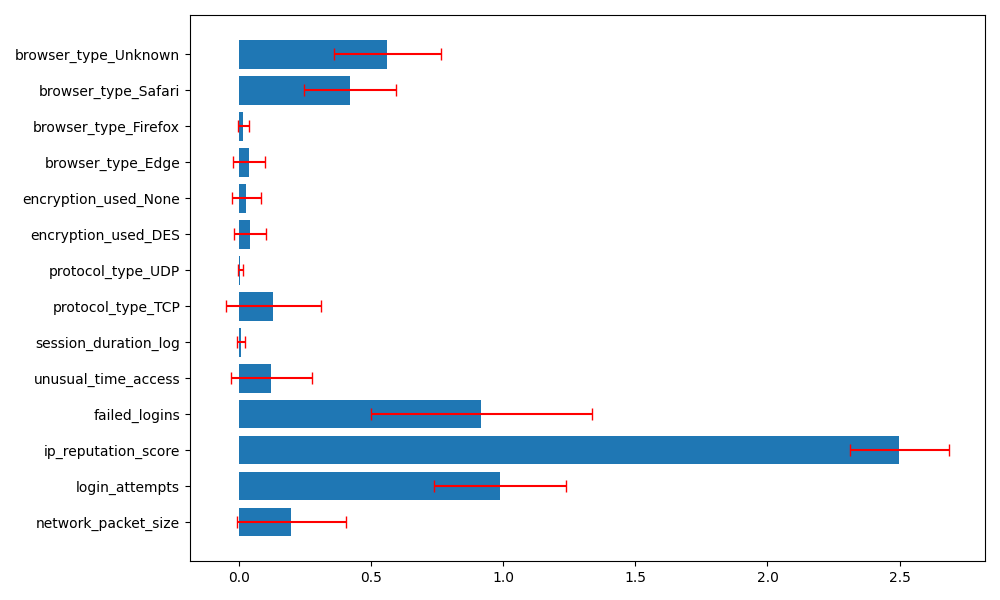 browser_type_Unknown
browser_type_Safari
browser_type_Firefox
browser_type_Edge
encryption_used_None
encryption_used_DES
protocol_type_UDP
protocol_type_TCP
session_duration_log
unusual_time_access
failed_logins
ip_reputation_score
login_attempts
network_packet_size
0.0 0.5 1.0 1.5 2.0 2.5